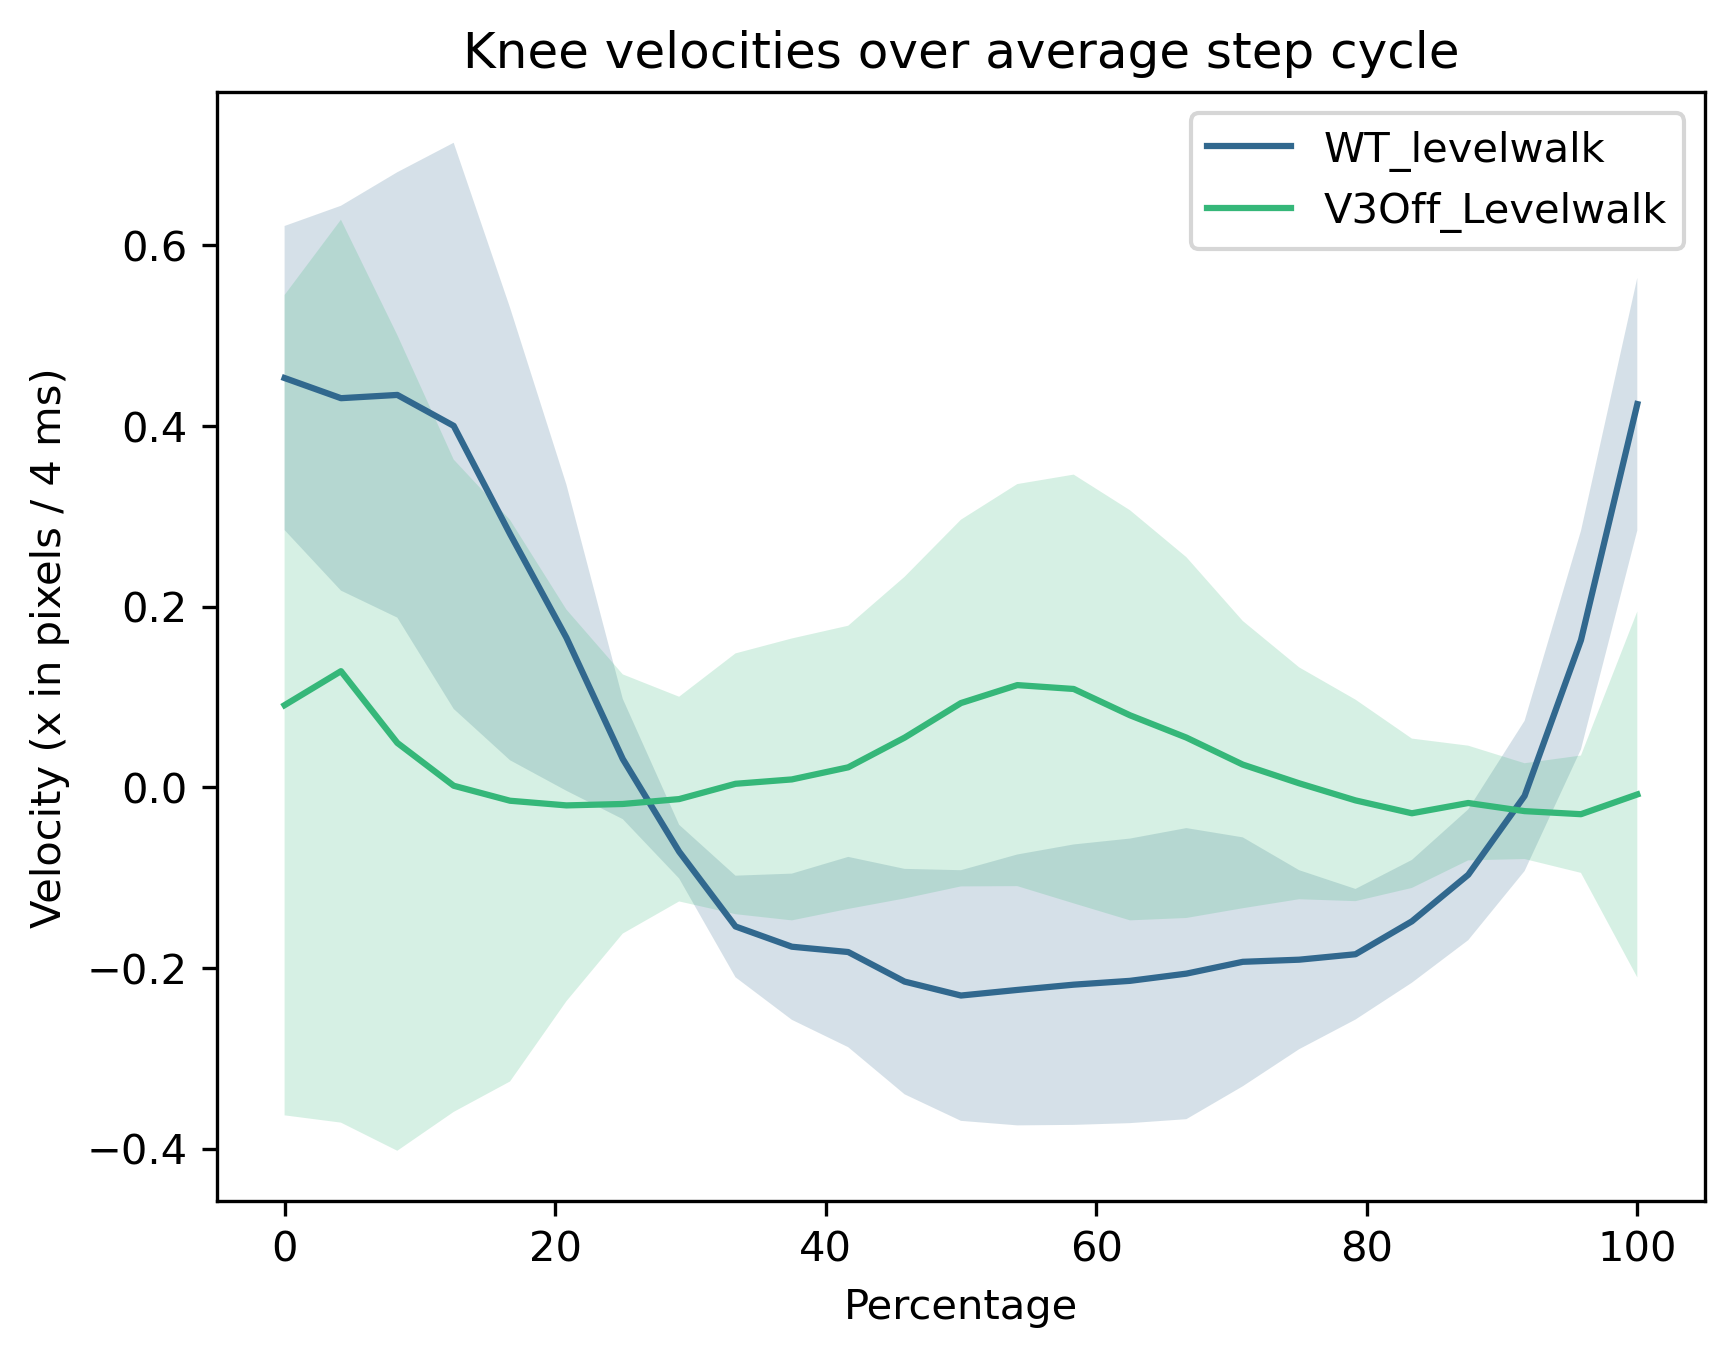 Knee velocities over average step cycle
WT_levelwalk
V3Off_Levelwalk
Velocity (x in pixels / 4 ms)
0.6
0.4
0.2
0.0
−0.2
−0.4
0 20 40 60 80 100
Percentage